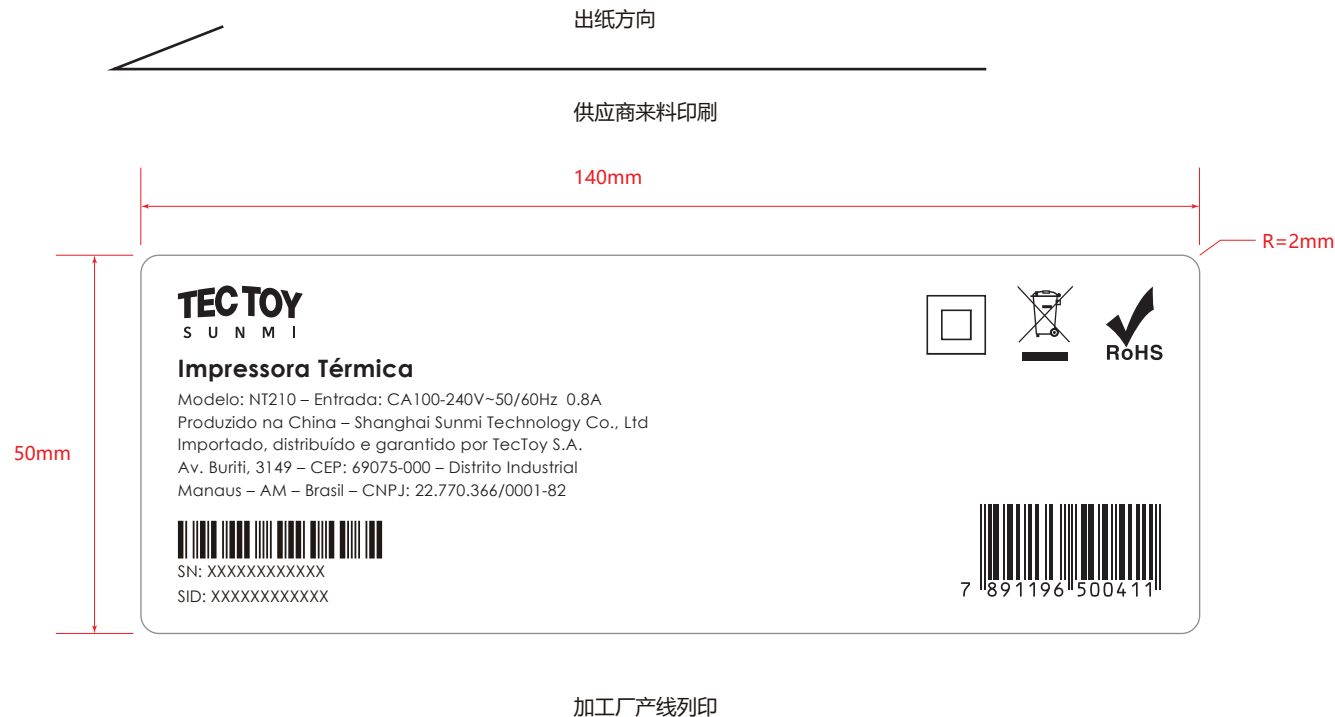 出纸方向
供应商来料印刷
140mm
R=2mm
50mm
TECTOY
SUNMI
RoHS
Impressora Térmica
Modelo: NT210 – Entrada: CA100-240V~50/60Hz 0.8A
Produzido na China – Shanghai Sunmi Technology Co., Ltd
Importado, distribuído e garantido por TecToy S.A.
Av. Buriti, 3149 – CEP: 69075-000 – Distrito Industrial
Manaus – AM – Brasil – CNPJ: 22.770.366/0001-82
SN: XXXXXXXXXXXX
SID: XXXXXXXXXXXX
7 891196 500411
加工厂产线列印